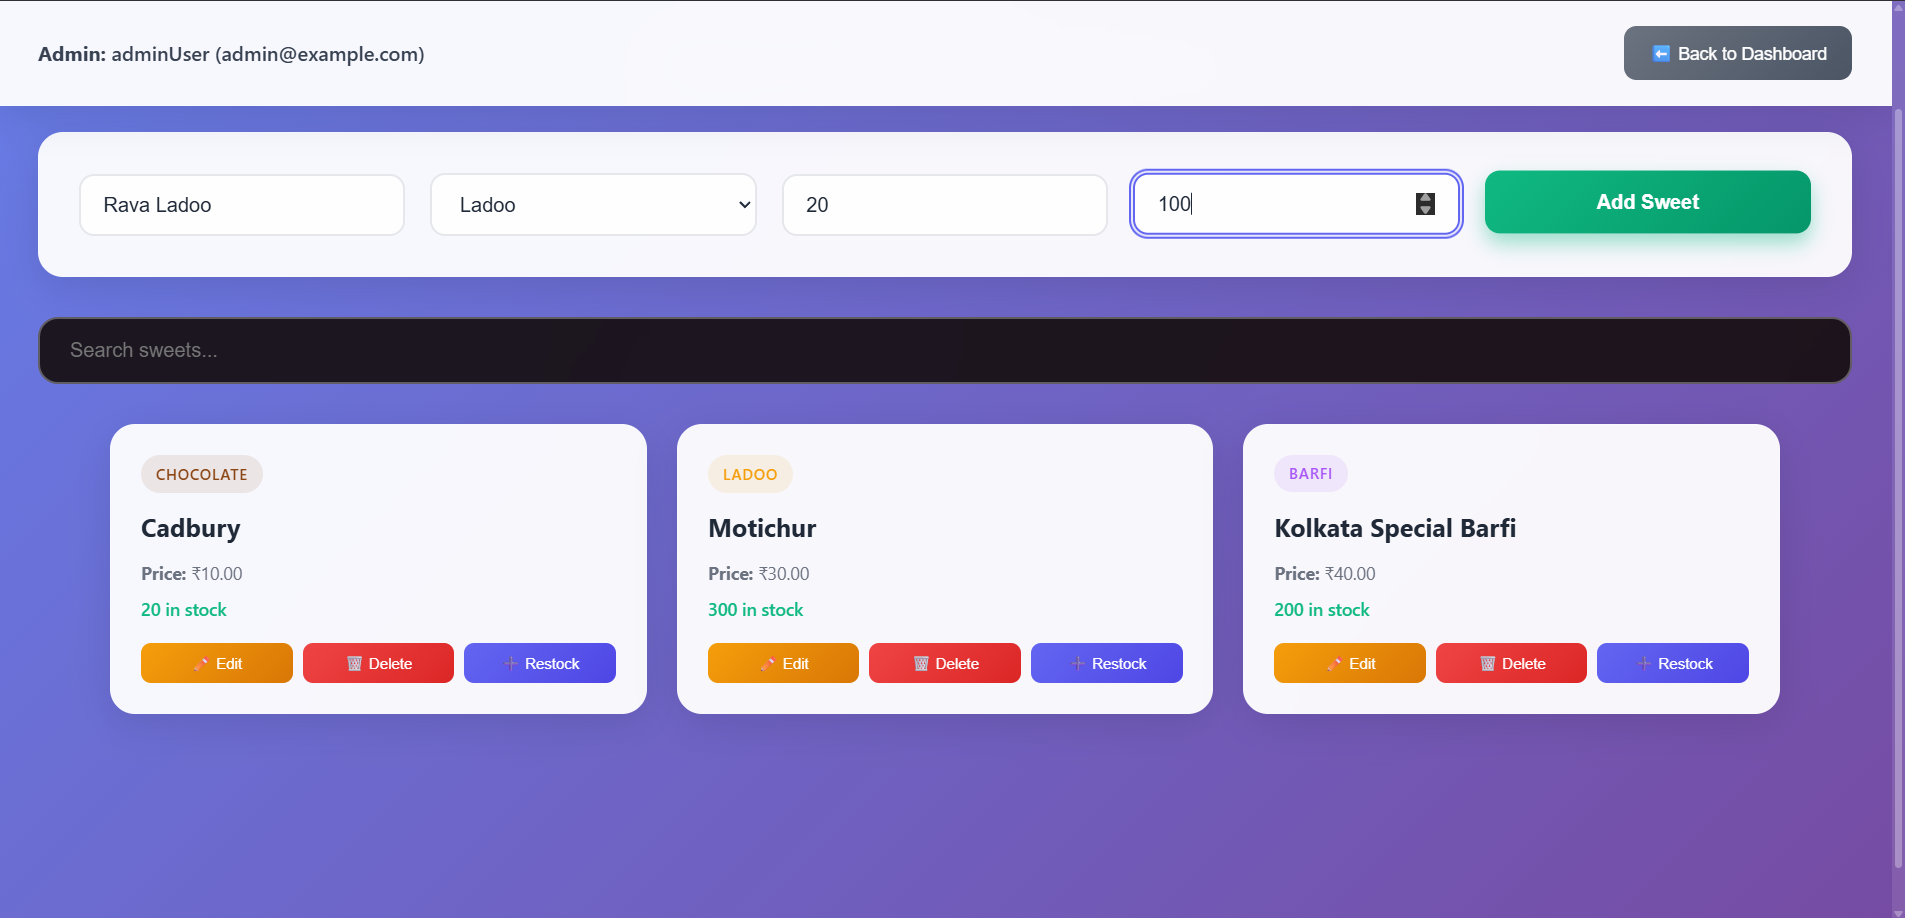 Admin: adminUser (admin@example.com)
Back to Dashboard
Rava Ladoo
Ladoo
20
100
Add Sweet
Search sweets...
CHOCOLATE
Cadbury
Price: ₹10.00
20 in stock
Edit
Delete
Restock
LADOO
Motichur
Price: ₹30.00
300 in stock
Edit
Delete
Restock
BARFI
Kolkata Special Barfi
Price: ₹40.00
200 in stock
Edit
Delete
Restock